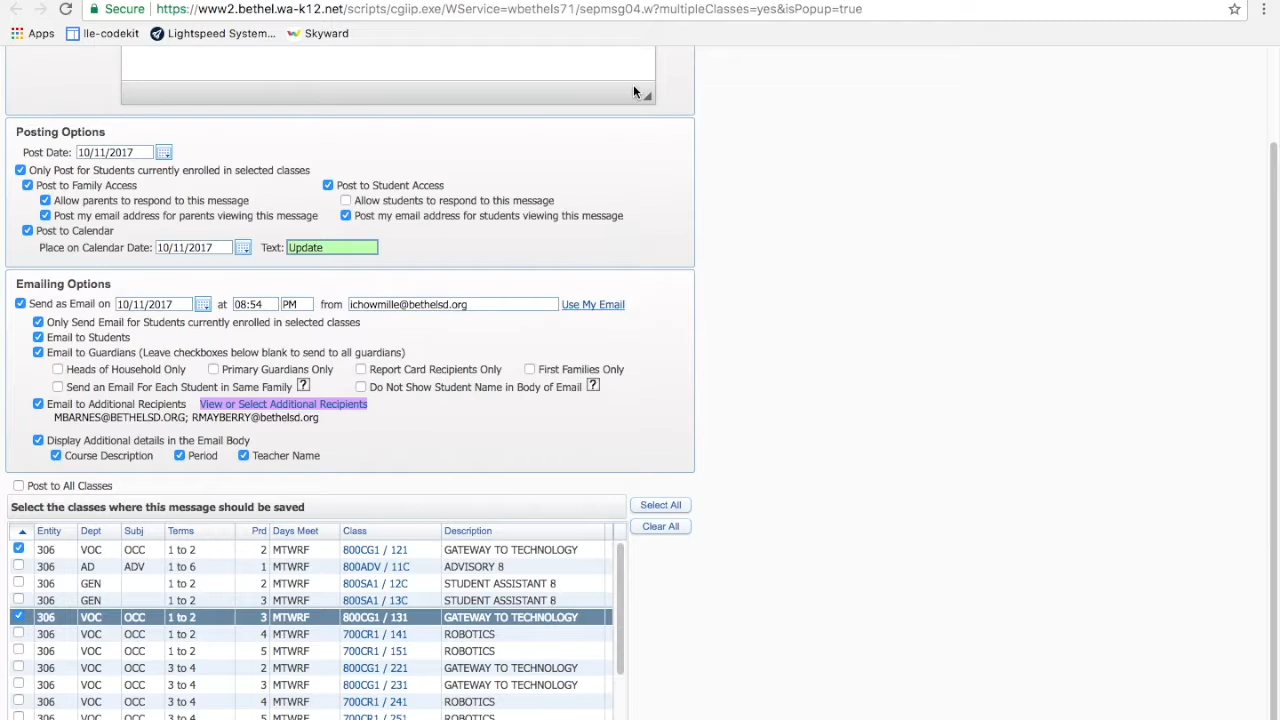 Secure https://www2.bethel.wa-k12.net/scripts/cgiip.exe/WService=wbethels71/sepmsg04.w?multipleClasses=yes&isPopup=true
Apps lle-codekit Lightspeed System... Skyward
Posting Options
Post Date: 10/11/2017
Only Post for Students currently enrolled in selected classes
Post to Family Access Post to Student Access
Allow parents to respond to this message Allow students to respond to this message
Post my email address for parents viewing this message Post my email address for students viewing this message
Post to Calendar
Place on Calendar Date: 10/11/2017 Text: Update
Emailing Options
Send as Email on 10/11/2017 at 08:54 PM from ichowmille@bethelsd.org Use My Email
Only Send Email for Students currently enrolled in selected classes
Email to Students
Email to Guardians (Leave checkboxes below blank to send to all guardians)
Heads of Household Only Primary Guardians Only Report Card Recipients Only First Families Only
Send an Email For Each Student in Same Family ? Do Not Show Student Name in Body of Email ?
Email to Additional Recipients View or Select Additional Recipients
MBARNES@BETHELSD.ORG; RMAYBERRY@bethelsd.org
Display Additional details in the Email Body
Course Description Period Teacher Name
Post to All Classes
Select the classes where this message should be saved Select All
Clear All
Entity Dept Subj Terms Prd Days Meet Class Description
306 VOC OCC 1 to 2 2 MTWRF 800CG1 / 121 GATEWAY TO TECHNOLOGY
306 AD ADV 1 to 6 1 MTWRF 800ADV / 11C ADVISORY 8
306 GEN 1 to 2 2 MTWRF 800SA1 / 12C STUDENT ASSISTANT 8
306 GEN 1 to 2 3 MTWRF 800SA1 / 13C STUDENT ASSISTANT 8
306 VOC OCC 1 to 2 3 MTWRF 800CG1 / 131 GATEWAY TO TECHNOLOGY
306 VOC OCC 1 to 2 4 MTWRF 700CR1 / 141 ROBOTICS
306 VOC OCC 1 to 2 5 MTWRF 700CR1 / 151 ROBOTICS
306 VOC OCC 3 to 4 2 MTWRF 800CG1 / 221 GATEWAY TO TECHNOLOGY
306 VOC OCC 3 to 4 3 MTWRF 800CG1 / 231 GATEWAY TO TECHNOLOGY
306 VOC OCC 3 to 4 4 MTWRF 700CR1 / 241 ROBOTICS
306 VOC OCC 3 to 4 5 MTWRF 700CR1 / 251 ROBOTICS